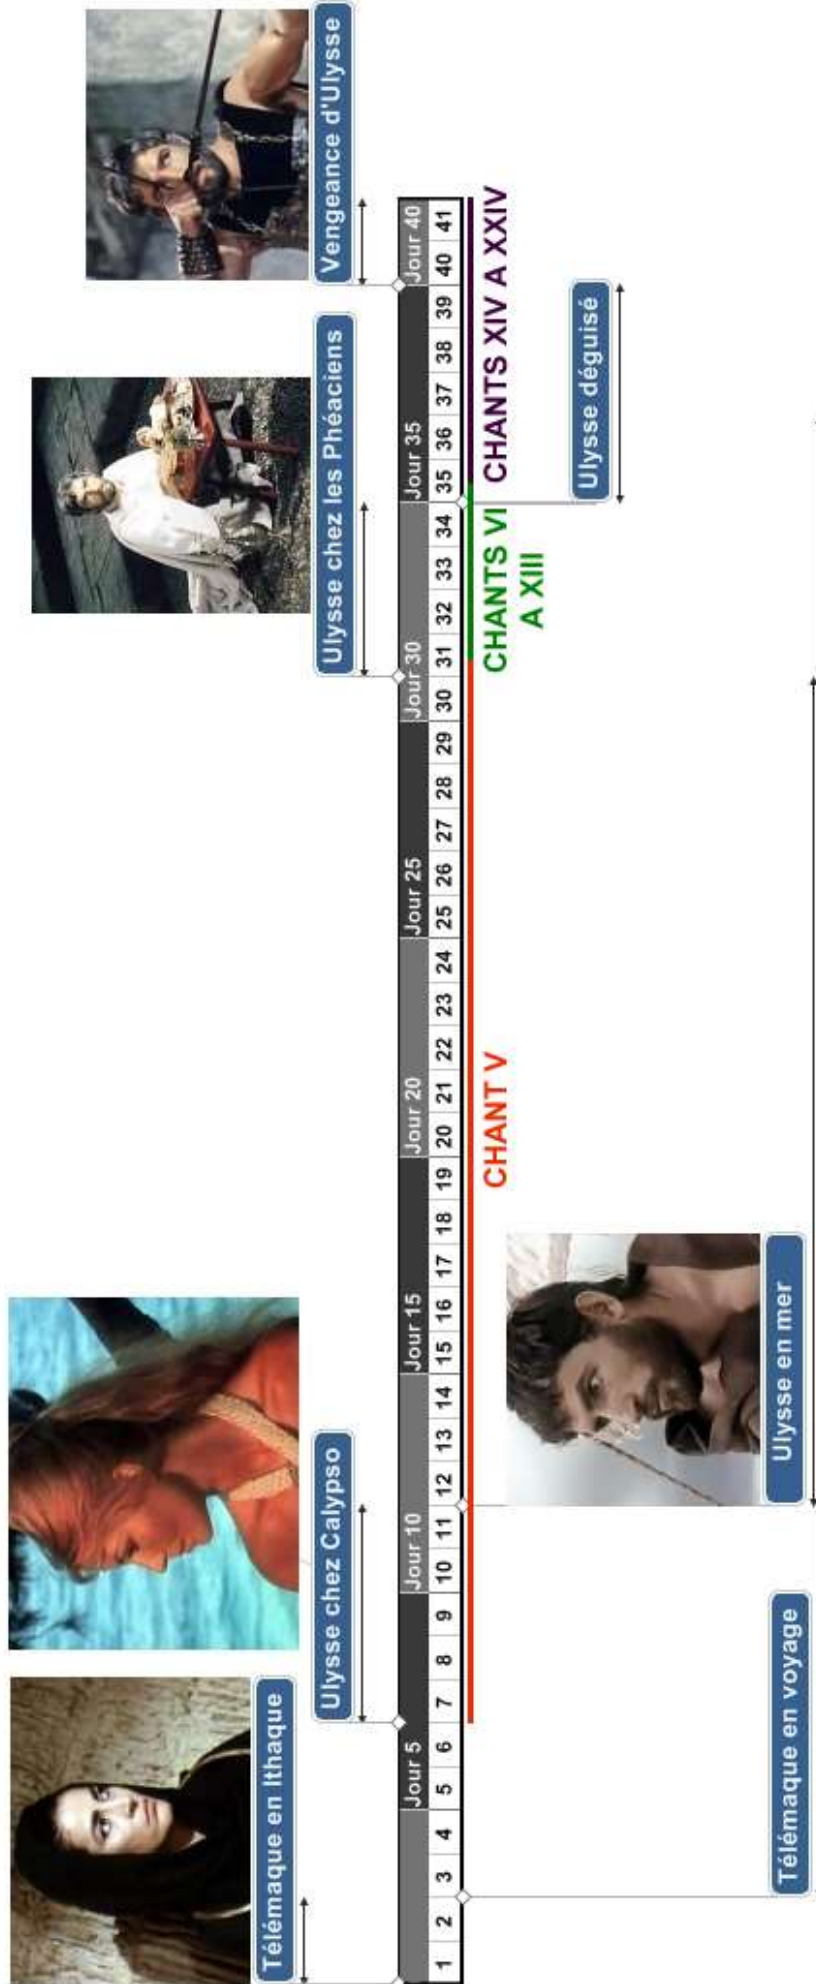 Télémaque en Ithaque
Ulysse chez Calypso
Ulysse chez les Phéaciens
Vengeance d'Ulysse
Jour 5 Jour 10 Jour 15 Jour 20 Jour 25 Jour 30 Jour 35 Jour 40
1 2 3 4 5 6 7 8 9 10 11 12 13 14 15 16 17 18 19 20 21 22 23 24 25 26 27 28 29 30 31 32 33 34 35 36 37 38 39 40 41
CHANT V
CHANTS VI
A XIII
CHANTS XIV A XXIV
Ulysse déguisé
Ulysse en mer
Télémaque en voyage